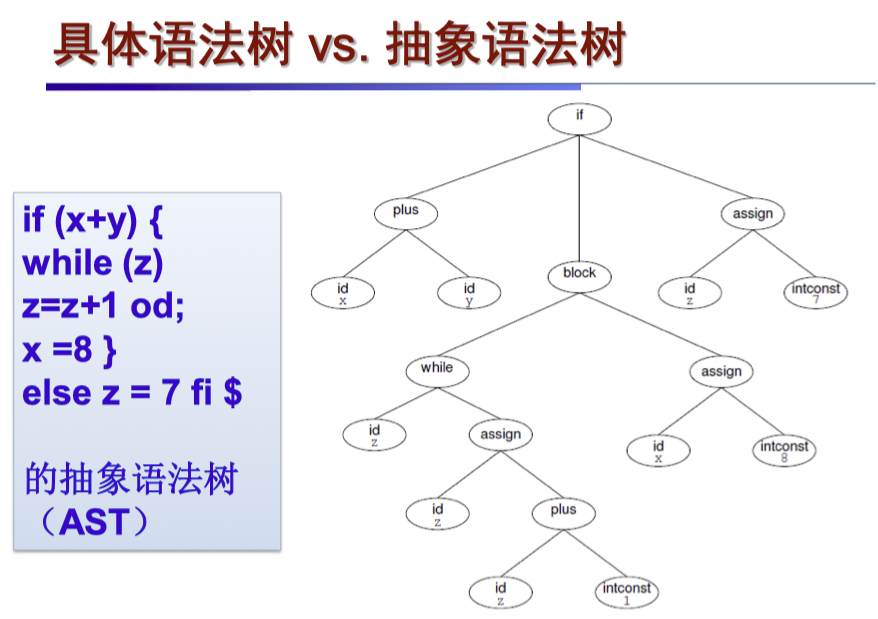 具体语法树 vs. 抽象语法树
if (x+y) {
while (z)
z=z+1 od;
x =8 }
else z = 7 fi $
的抽象语法树
（AST）
if
plus
assign
id
x
id
y
block
id
z
intconst
7
while
assign
id
z
assign
id
x
intconst
8
id
z
plus
id
z
intconst
1